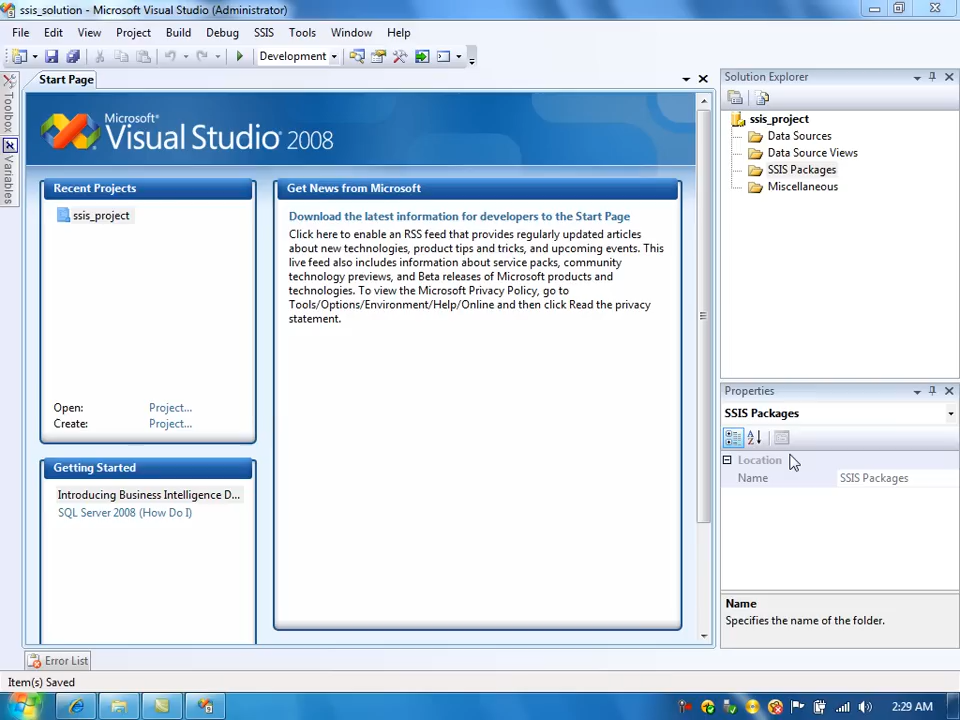 ssis_solution - Microsoft Visual Studio (Administrator)
File Edit View Project Build Debug SSIS Tools Window Help
Development
Toolbox
Variables
Start Page
Microsoft®
Visual Studio 2008
Recent Projects
ssis_project
Open: Project...
Create: Project...
Getting Started
Introducing Business Intelligence D...
SQL Server 2008 (How Do I)
Get News from Microsoft
Download the latest information for developers to the Start Page
Click here to enable an RSS feed that provides regularly updated articles
about new technologies, product tips and tricks, and upcoming events. This
live feed also includes information about service packs, community
technology previews, and Beta releases of Microsoft products and
technologies. To view the Microsoft Privacy Policy, go to
Tools/Options/Environment/Help/Online and then click Read the privacy
statement.
Solution Explorer
ssis_project
Data Sources
Data Source Views
SSIS Packages
Miscellaneous
Properties
SSIS Packages
Location
Name SSIS Packages
Name
Specifies the name of the folder.
Error List
Item(s) Saved
2:29 AM